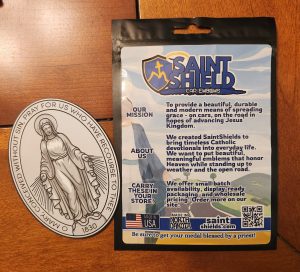 O MARY CONCEIVED WITHOUT SIN, PRAY FOR US WHO HAVE RECOURSE TO THEE
1830
SAINT
SHIELD
CAR EMBLEMS
OUR
MISSION
To provide a beautiful, durable
and modern means of spreading
grace - on cars, on the road in
hopes of advancing Jesus
Kingdom.
ABOUT
US
We created SaintShields to
bring timeless Catholic
devotionals into everyday life.
We want to put beautiful,
meaningful emblems that honor
Heaven while standing up to
weather and the open road.
CARRY
THESE IN
YOUR
STORE
We offer small batch
availability, display, ready
packaging, and wholesale
pricing. Order more on our
site!
USA
NORTH
saint
shields.com
Be sure to get your medal blessed by a priest!